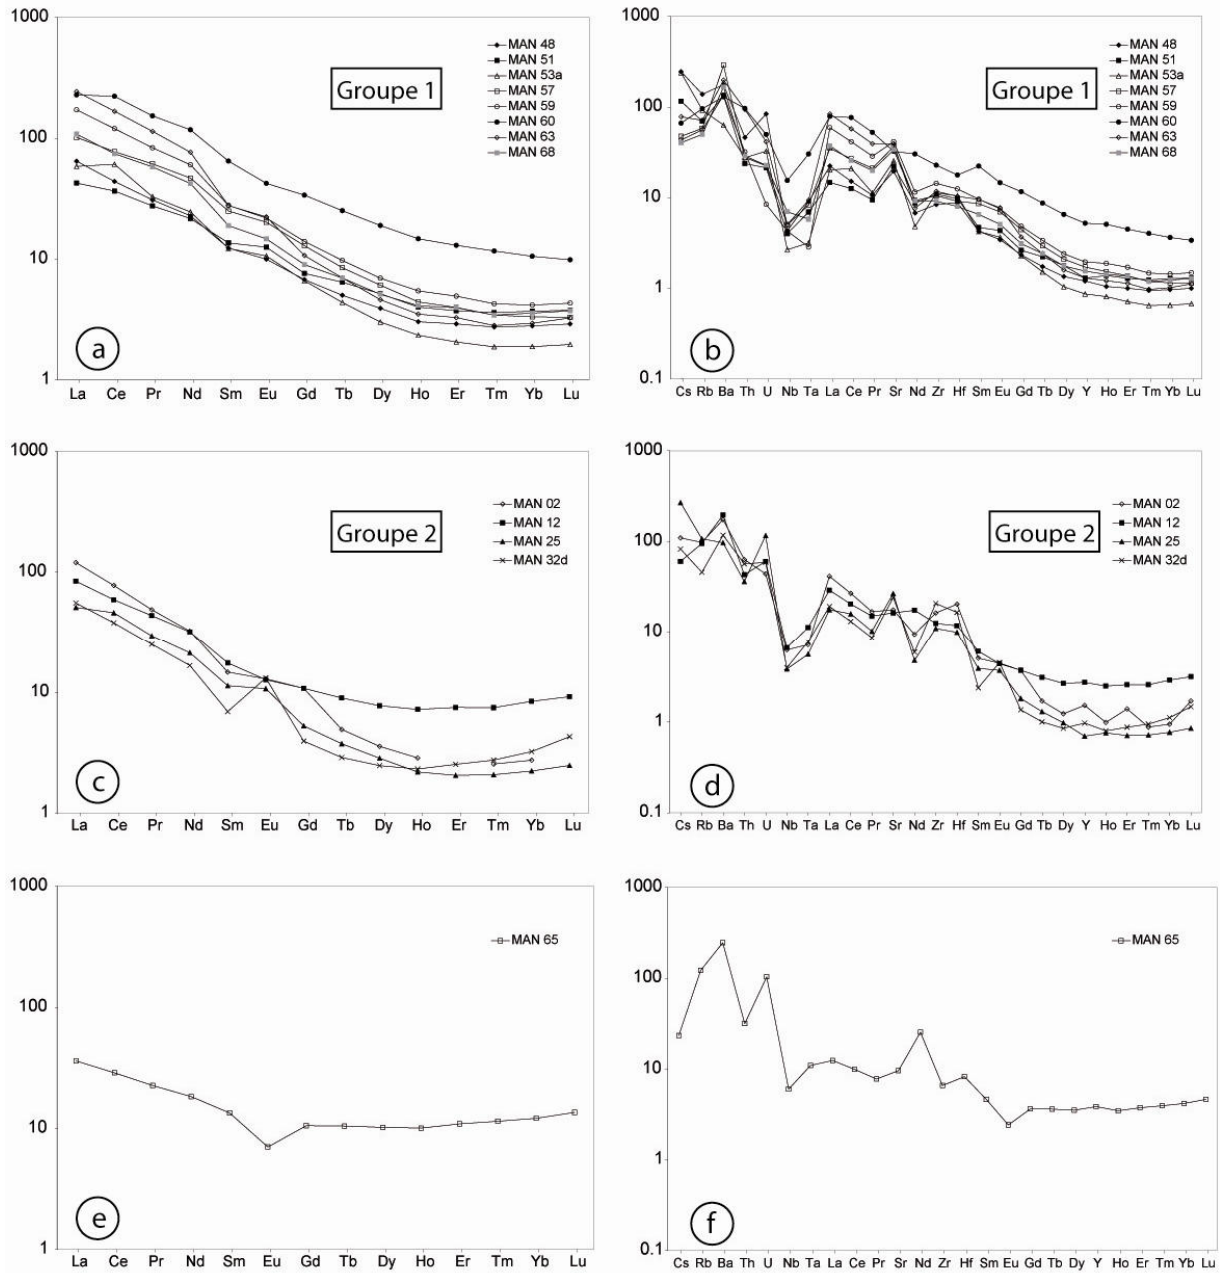 1000
100
10
1
MAN 48
MAN 51
MAN 53a
MAN 57
MAN 59
MAN 60
MAN 63
MAN 68
Groupe 1
a
La Ce Pr Nd Sm Eu Gd Tb Dy Ho Er Tm Yb Lu
1000
100
10
1
0.1
MAN 48
MAN 51
MAN 53a
MAN 57
MAN 59
MAN 60
MAN 63
MAN 68
Groupe 1
b
Cs Rb Ba Th U Nb Ta La Ce Pr Sr Nd Zr Hf Sm Eu Gd Tb Dy Y Ho Er Tm Yb Lu
1000
100
10
1
MAN 02
MAN 12
MAN 25
MAN 32d
Groupe 2
c
La Ce Pr Nd Sm Eu Gd Tb Dy Ho Er Tm Yb Lu
1000
100
10
1
0.1
MAN 02
MAN 12
MAN 25
MAN 32d
Groupe 2
d
Cs Rb Ba Th U Nb Ta La Ce Pr Sr Nd Zr Hf Sm Eu Gd Tb Dy Y Ho Er Tm Yb Lu
1000
100
10
1
MAN 65
e
La Ce Pr Nd Sm Eu Gd Tb Dy Ho Er Tm Yb Lu
1000
100
10
1
0.1
MAN 65
f
Cs Rb Ba Th U Nb Ta La Ce Pr Sr Nd Zr Hf Sm Eu Gd Tb Dy Y Ho Er Tm Yb Lu